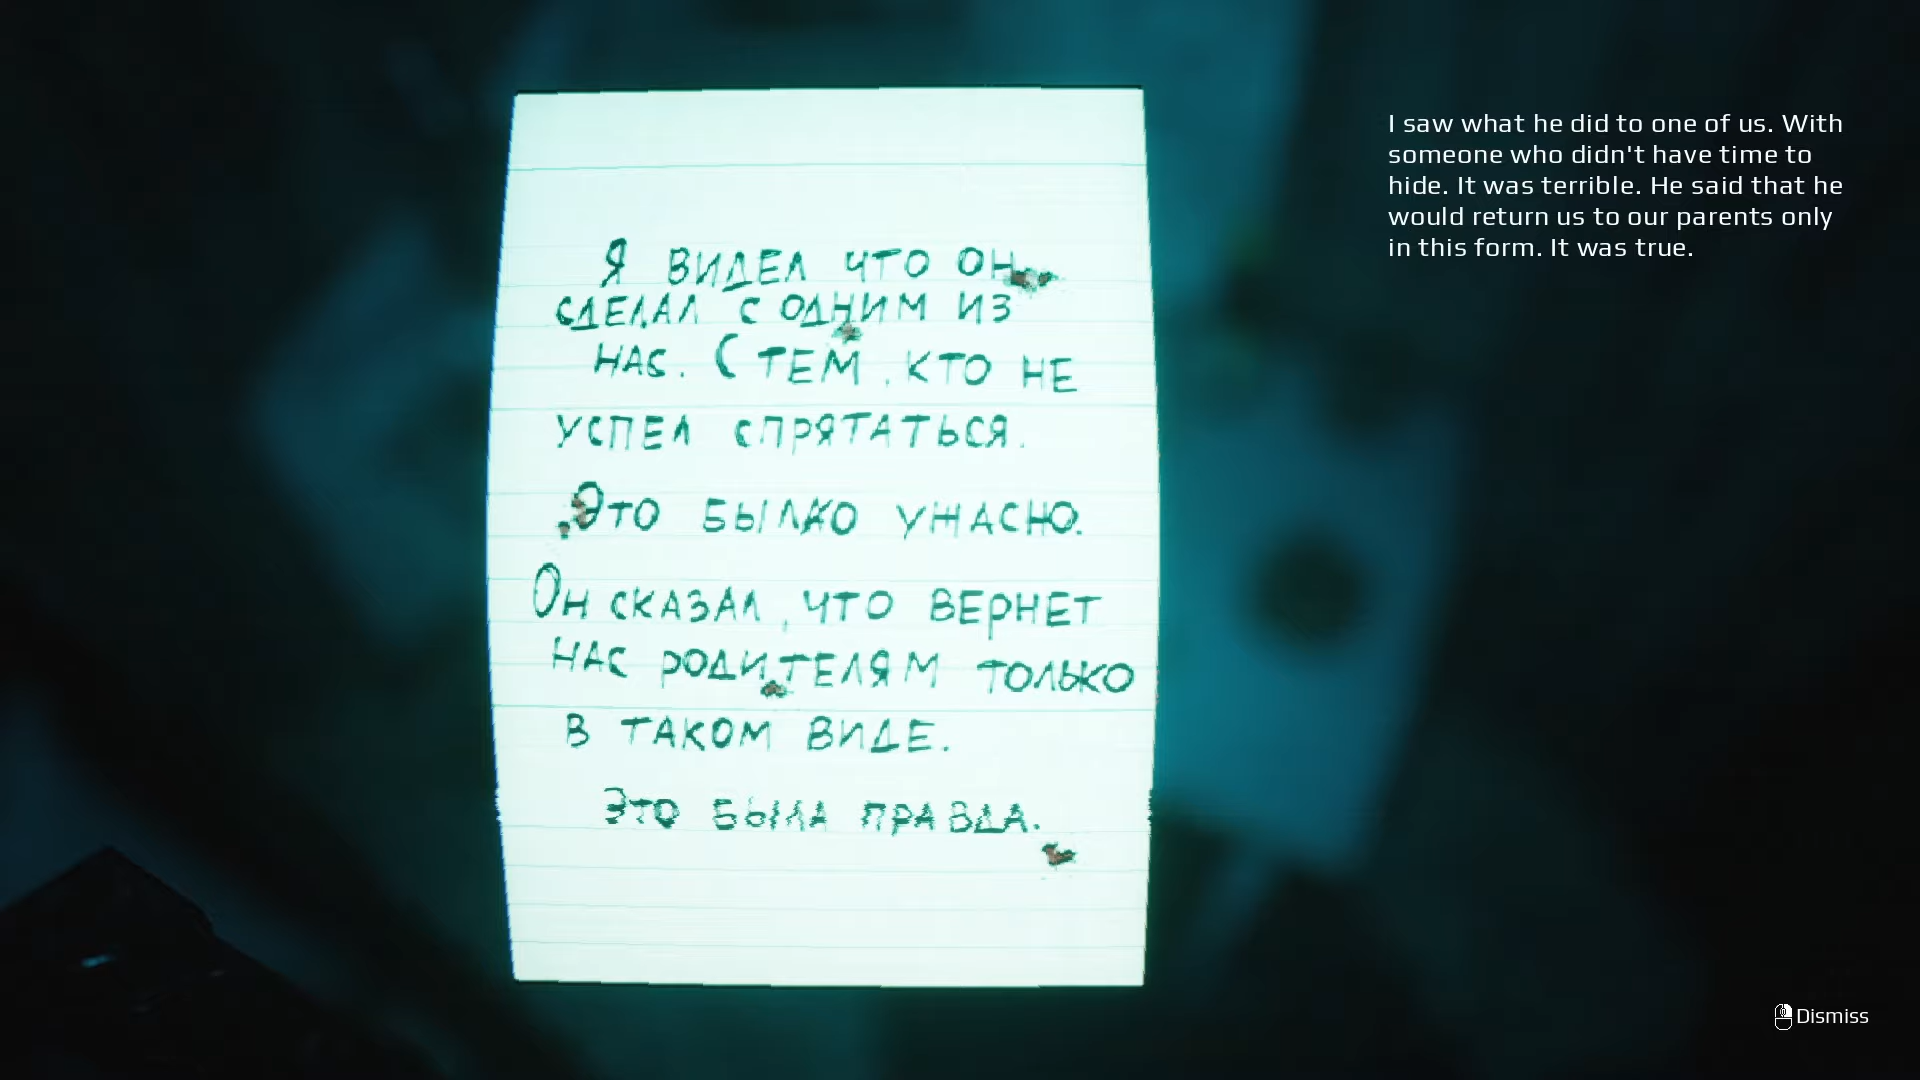 Я ВИДЕЛ ЧТО ОН
СДЕЛАЛ С ОДНИМ ИЗ
НАС. С ТЕМ, КТО НЕ
УСПЕЛ СПРЯТАТЬСЯ.
ЭТО БЫЛО УЖАСНО.
ОН СКАЗАЛ, ЧТО ВЕРНЕТ
НАС РОДИТЕЛЯМ ТОЛЬКО
В ТАКОМ ВИДЕ.
ЭТО БЫЛА ПРАВДА.
I saw what he did to one of us. With
someone who didn't have time to
hide. It was terrible. He said that he
would return us to our parents only
in this form. It was true.
Dismiss